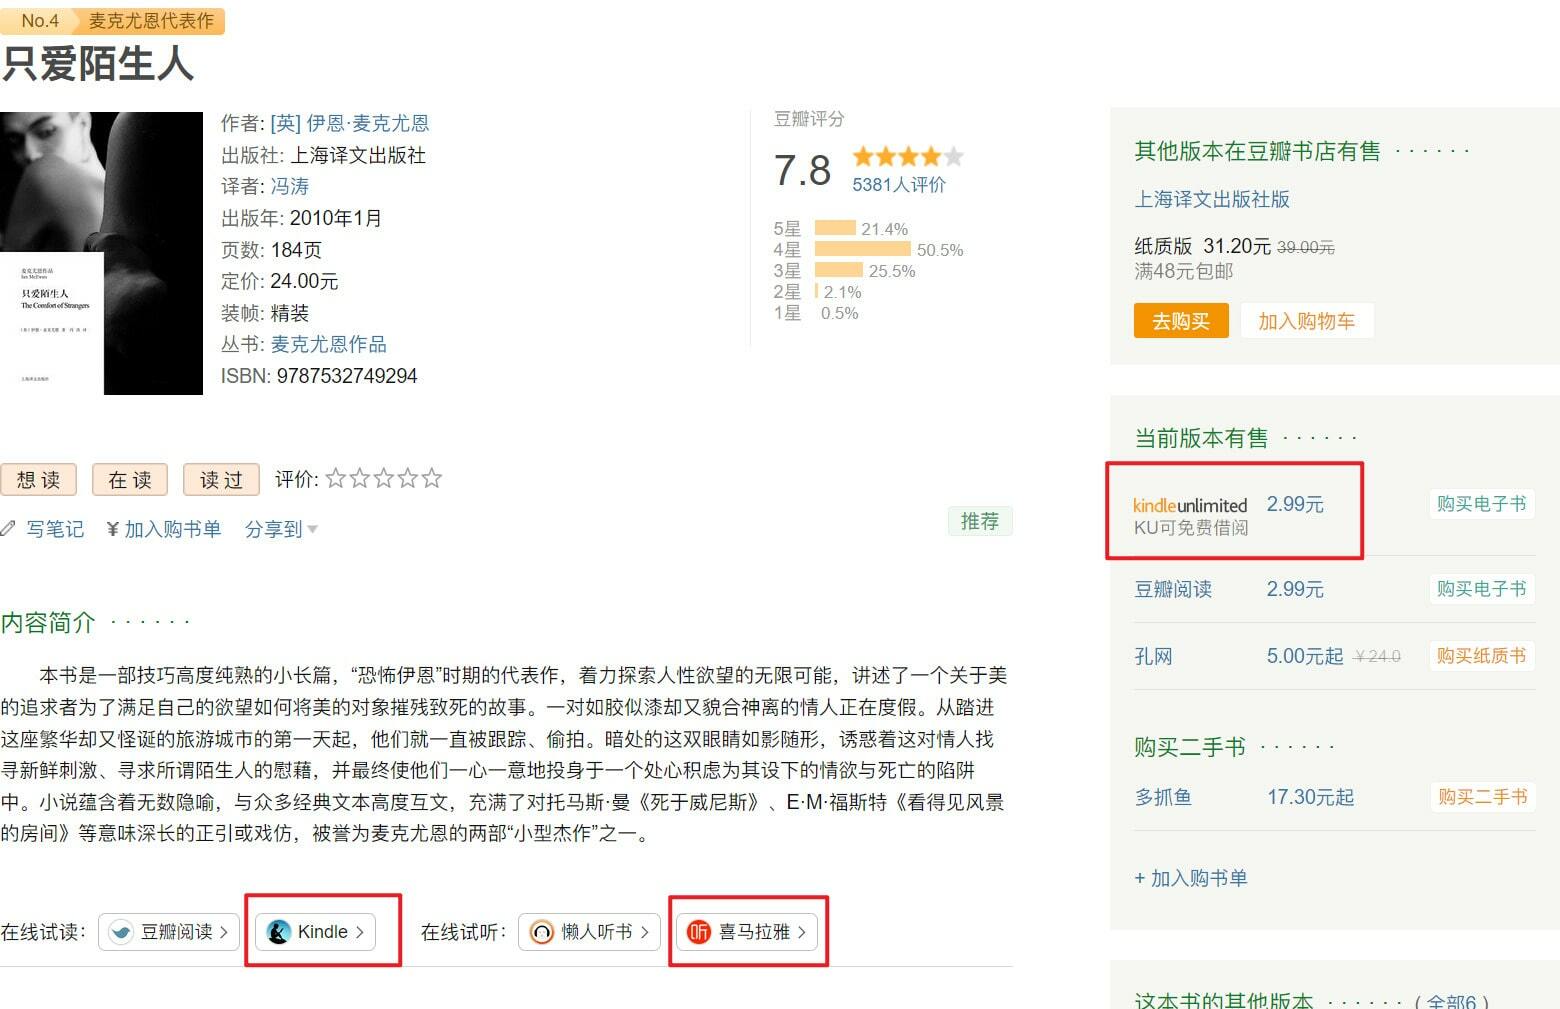 No.4 麦克尤恩代表作
只爱陌生人
麦克尤恩作品
Ian McEwan
只爱陌生人
The Comfort of Strangers
上海译文出版社
作者: [英] 伊恩·麦克尤恩
出版社: 上海译文出版社
译者: 冯涛
出版年: 2010年1月
页数: 184页
定价: 24.00元
装帧: 精装
丛书: 麦克尤恩作品
ISBN: 9787532749294
豆瓣评分
7.8
5381人评价
5星 21.4%
4星 50.5%
3星 25.5%
2星 2.1%
1星 0.5%
想读 在读 读过 评价:
写笔记 ¥加入购书单 分享到
推荐
内容简介 · · · · · ·
本书是一部技巧高度纯熟的小长篇，“恐怖伊恩”时期的代表作，着力探索人性欲望的无限可能，讲述了一个关于美
的追求者为了满足自己的欲望如何将美的对象摧残致死的故事。一对如胶似漆却又貌合神离的情人正在度假。从踏进
这座繁华却又怪诞的旅游城市的第一天起，他们就一直被跟踪、偷拍。暗处的这双眼睛如影随形，诱惑着这对情人找
寻新鲜刺激、寻求所谓陌生人的慰藉，并最终使他们一心一意地投身于一个处心积虑为其设下的情欲与死亡的陷阱
中。小说蕴含着无数隐喻，与众多经典文本高度互文，充满了对托马斯·曼《死于威尼斯》、E·M·福斯特《看得见风景
的房间》等意味深长的正引或戏仿，被誉为麦克尤恩的两部“小型杰作”之一。
在线试读： 豆瓣阅读 > Kindle > 在线试听： 懒人听书 > 听 喜马拉雅 >
其他版本在豆瓣书店有售 · · · · · ·
上海译文出版社版
纸质版 31.20元 39.00元
满48元包邮
去购买 加入购物车
当前版本有售 · · · · · ·
kindleunlimited 2.99元 购买电子书
KU可免费借阅
豆瓣阅读 2.99元 购买电子书
孔网 5.00元起 ¥24.0 购买纸质书
购买二手书 · · · · · ·
多抓鱼 17.30元起 购买二手书
+ 加入购书单
这本书的其他版本 · · · · · · ( 全部6 )